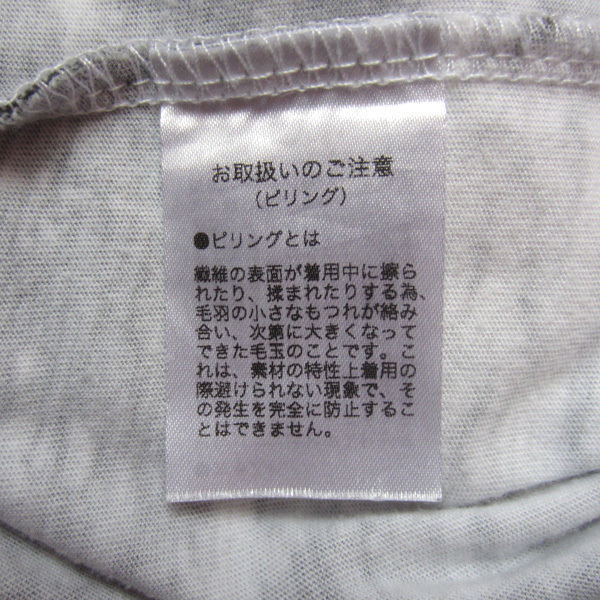 お取扱いのご注意
（ピリング）
●ピリングとは
繊維の表面が着用中に擦ら
れたり、揉まれたりする為、
毛羽の小さなもつれが絡み
合い、次第に大きくなって
できた毛玉のことです。こ
れは、素材の特性上着用の
際避けられない現象で、そ
の発生を完全に防止するこ
とはできません。